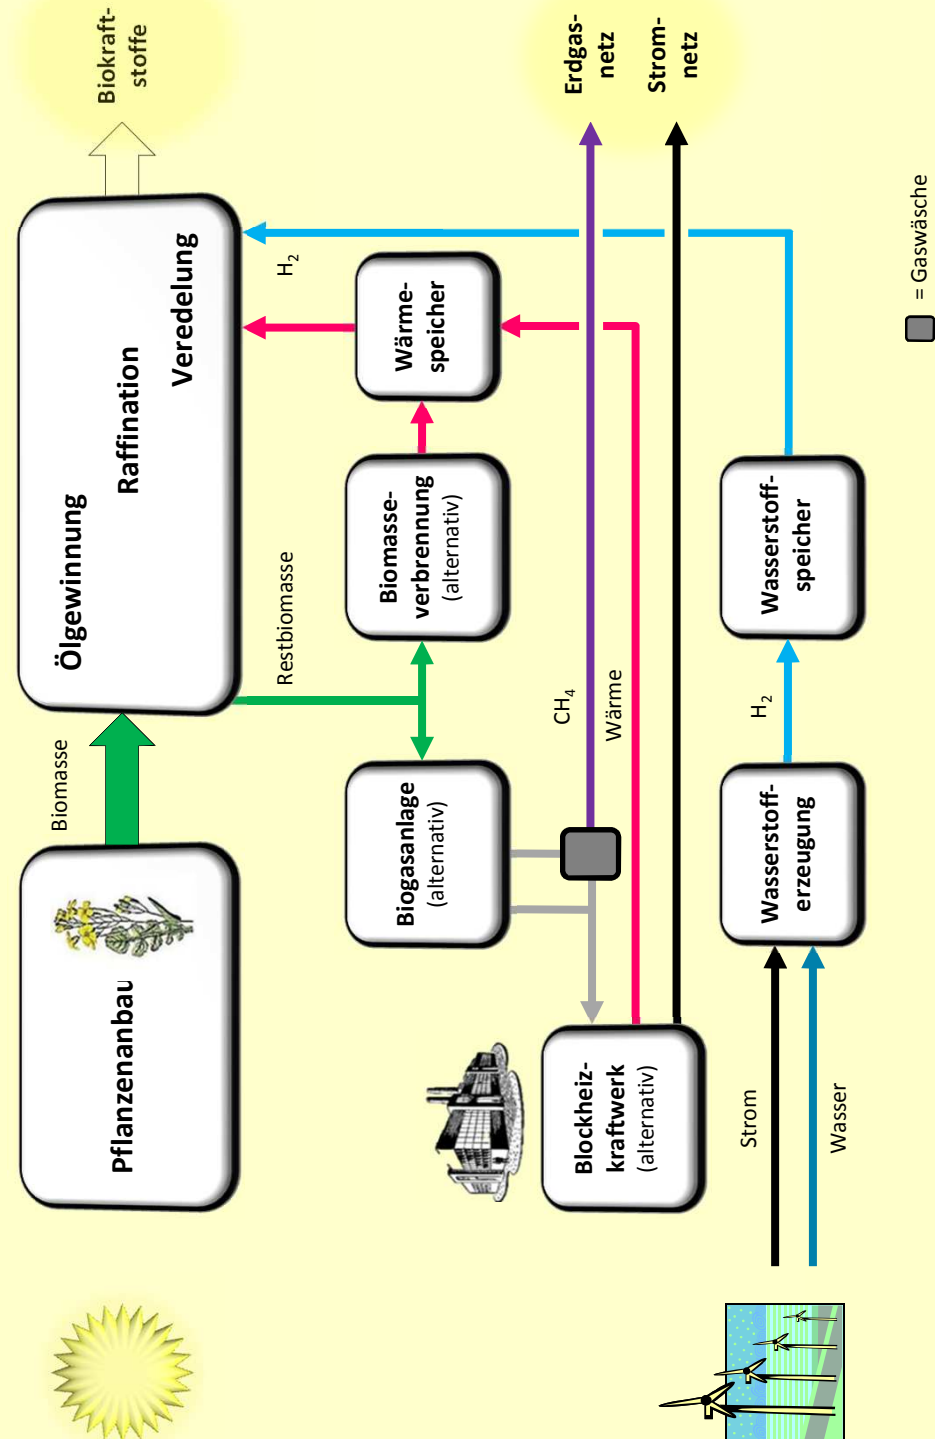 Pflanzenanbau
Biomasse
Ölgewinnung
Raffination
Veredelung
Biokraft-
stoffe
Restbiomasse
H₂
Biogasanlage
(alternativ)
Biomasse-
verbrennung
(alternativ)
Wärme-
speicher
Blockheiz-
kraftwerk
(alternativ)
CH₄
Wärme
Erdgas-
netz
Strom-
netz
Strom
Wasser
Wasserstoff-
erzeugung
H₂
Wasserstoff-
speicher
= Gaswäsche